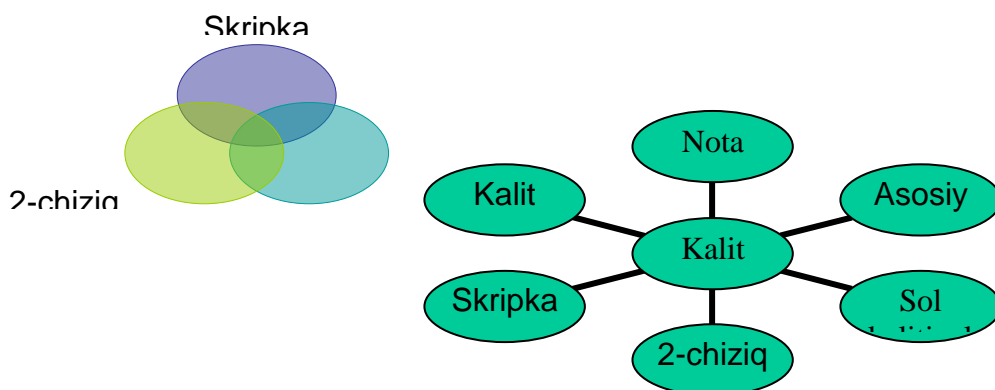 Skripka
2-chiziq
Nota
Kalit
Asosiy
Kalit
Skripka
Sol
2-chiziq